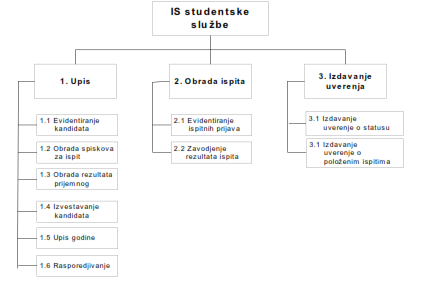 IS studentske
službe
1. Upis
2. Obrada ispita
3. Izdavanje
uverenja
1.1 Evidentiranje
kandidata
1.2 Obrada spiskova
za ispit
1.3 Obrada rezultata
prijemnog
1.4 Izvestavanje
kandidata
1.5 Upis godine
1.6 Rasporedjivanje
2.1 Evidentiranje
ispitnih prijava
2.2 Zavodjenje
rezultata ispita
3.1 Izdavanje
uverenje o statusu
3.1 Izdavanje
uverenje o
položenim ispitima